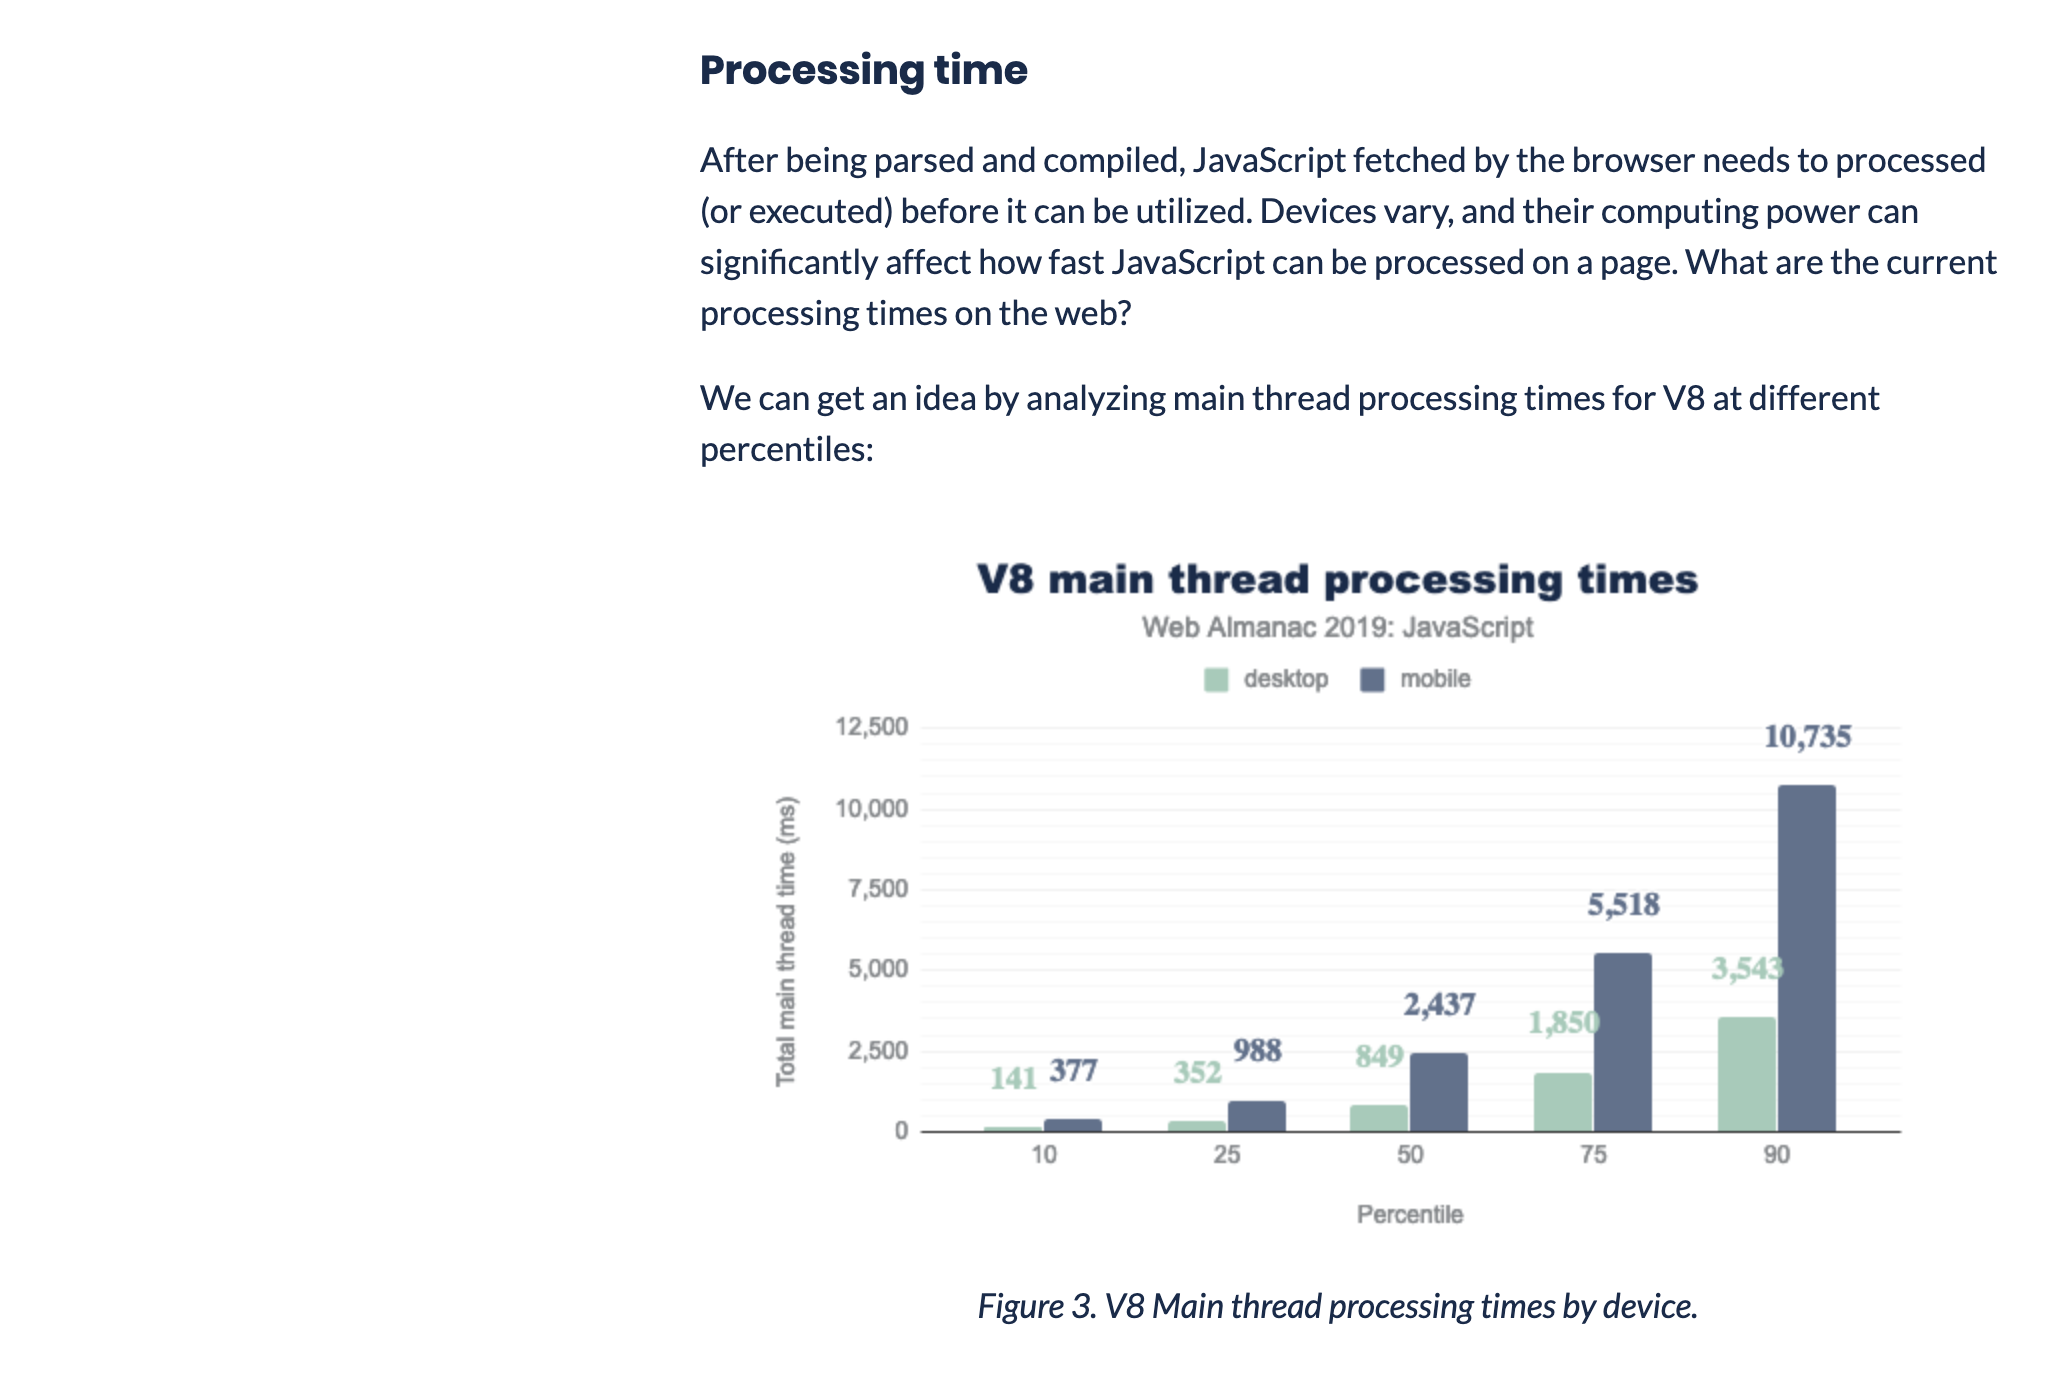 Processing time
After being parsed and compiled, JavaScript fetched by the browser needs to processed
(or executed) before it can be utilized. Devices vary, and their computing power can
significantly affect how fast JavaScript can be processed on a page. What are the current
processing times on the web?
We can get an idea by analyzing main thread processing times for V8 at different
percentiles:
V8 main thread processing times
Web Almanac 2019: JavaScript
desktop mobile
Total main thread time (ms)
12,500
10,000
7,500
5,000
2,500
0
141 377
352 988
849 2,437
1,850 5,518
3,543 10,735
10 25 50 75 90
Percentile
Figure 3. V8 Main thread processing times by device.